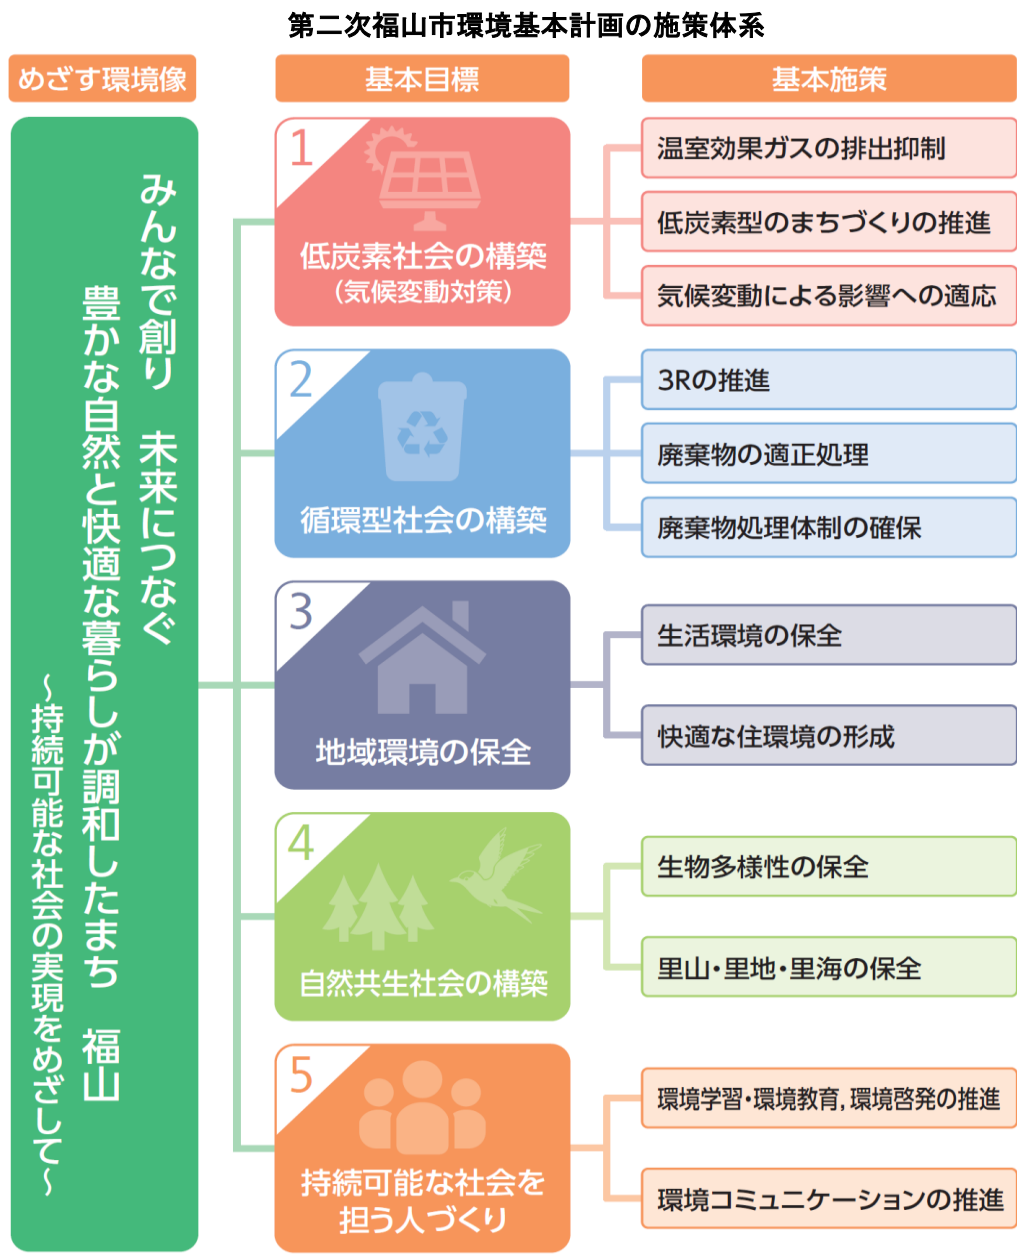 第二次福山市環境基本計画の施策体系
めざす環境像
基本目標
基本施策
みんなで創り　未来につなぐ
豊かな自然と快適な暮らしが調和したまち　福山
～持続可能な社会の実現をめざして～
1
低炭素社会の構築
（気候変動対策）
温室効果ガスの排出抑制
低炭素型のまちづくりの推進
気候変動による影響への適応
2
循環型社会の構築
3Rの推進
廃棄物の適正処理
廃棄物処理体制の確保
3
地域環境の保全
生活環境の保全
快適な住環境の形成
4
自然共生社会の構築
生物多様性の保全
里山・里地・里海の保全
5
持続可能な社会を
担う人づくり
環境学習・環境教育,環境啓発の推進
環境コミュニケーションの推進